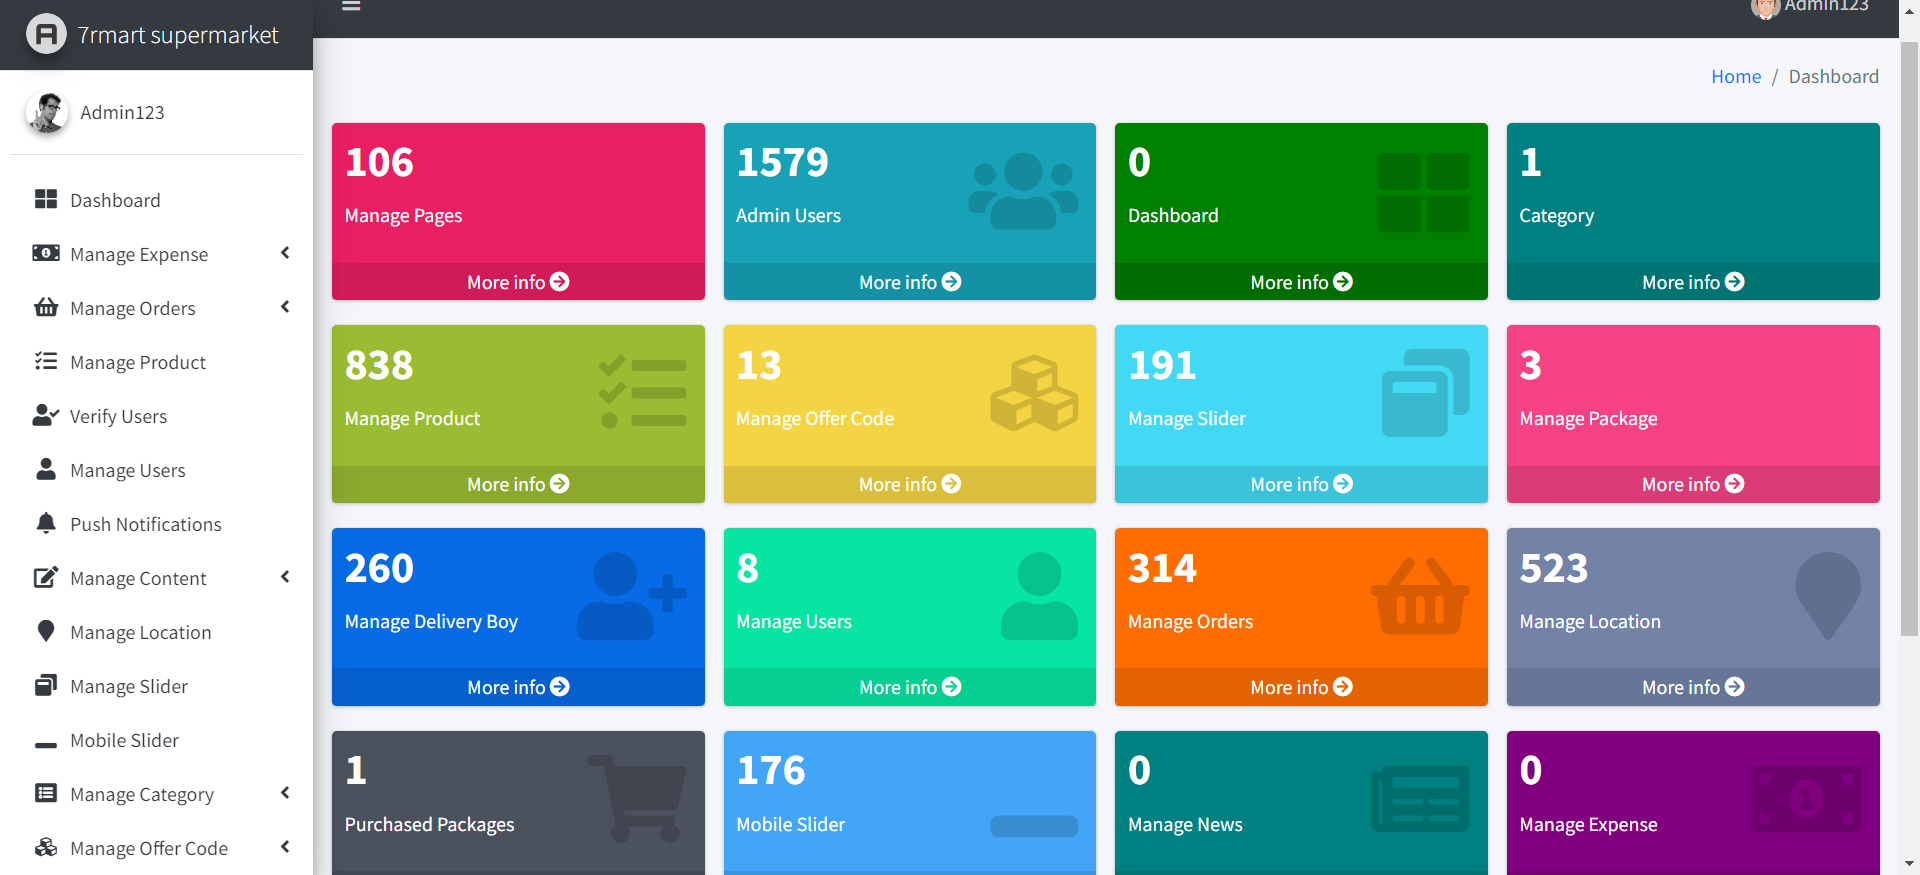 7rmart supermarket
Admin123
Admin123
Home / Dashboard
Dashboard
Manage Expense
Manage Orders
Manage Product
Verify Users
Manage Users
Push Notifications
Manage Content
Manage Location
Manage Slider
Mobile Slider
Manage Category
Manage Offer Code
106
Manage Pages
More info
1579
Admin Users
More info
0
Dashboard
More info
1
Category
More info
838
Manage Product
More info
13
Manage Offer Code
More info
191
Manage Slider
More info
3
Manage Package
More info
260
Manage Delivery Boy
More info
8
Manage Users
More info
314
Manage Orders
More info
523
Manage Location
More info
1
Purchased Packages
176
Mobile Slider
0
Manage News
0
Manage Expense